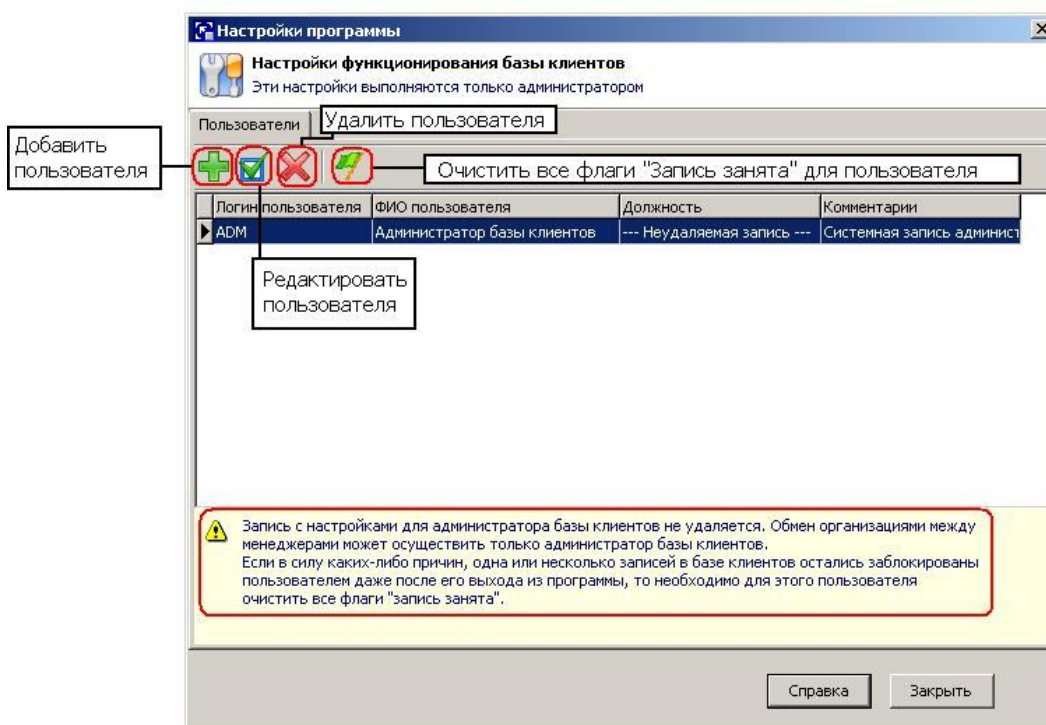 Настройки программы
Настройки функционирования базы клиентов
Эти настройки выполняются только администратором
Пользователи
Удалить пользователя
Добавить
пользователя
Очистить все флаги "Запись занята" для пользователя
Логин пользователя ФИО пользователя Должность Комментарии
ADM Администратор базы клиентов --- Неудаляемая запись --- Системная запись админист
Редактировать
пользователя
Запись с настройками для администратора базы клиентов не удаляется. Обмен организациями между
менеджерами может осуществить только администратор базы клиентов.
Если в силу каких-либо причин, одна или несколько записей в базе клиентов остались заблокированы
пользователем даже после его выхода из программы, то необходимо для этого пользователя
очистить все флаги "запись занята".
Справка Закрыть